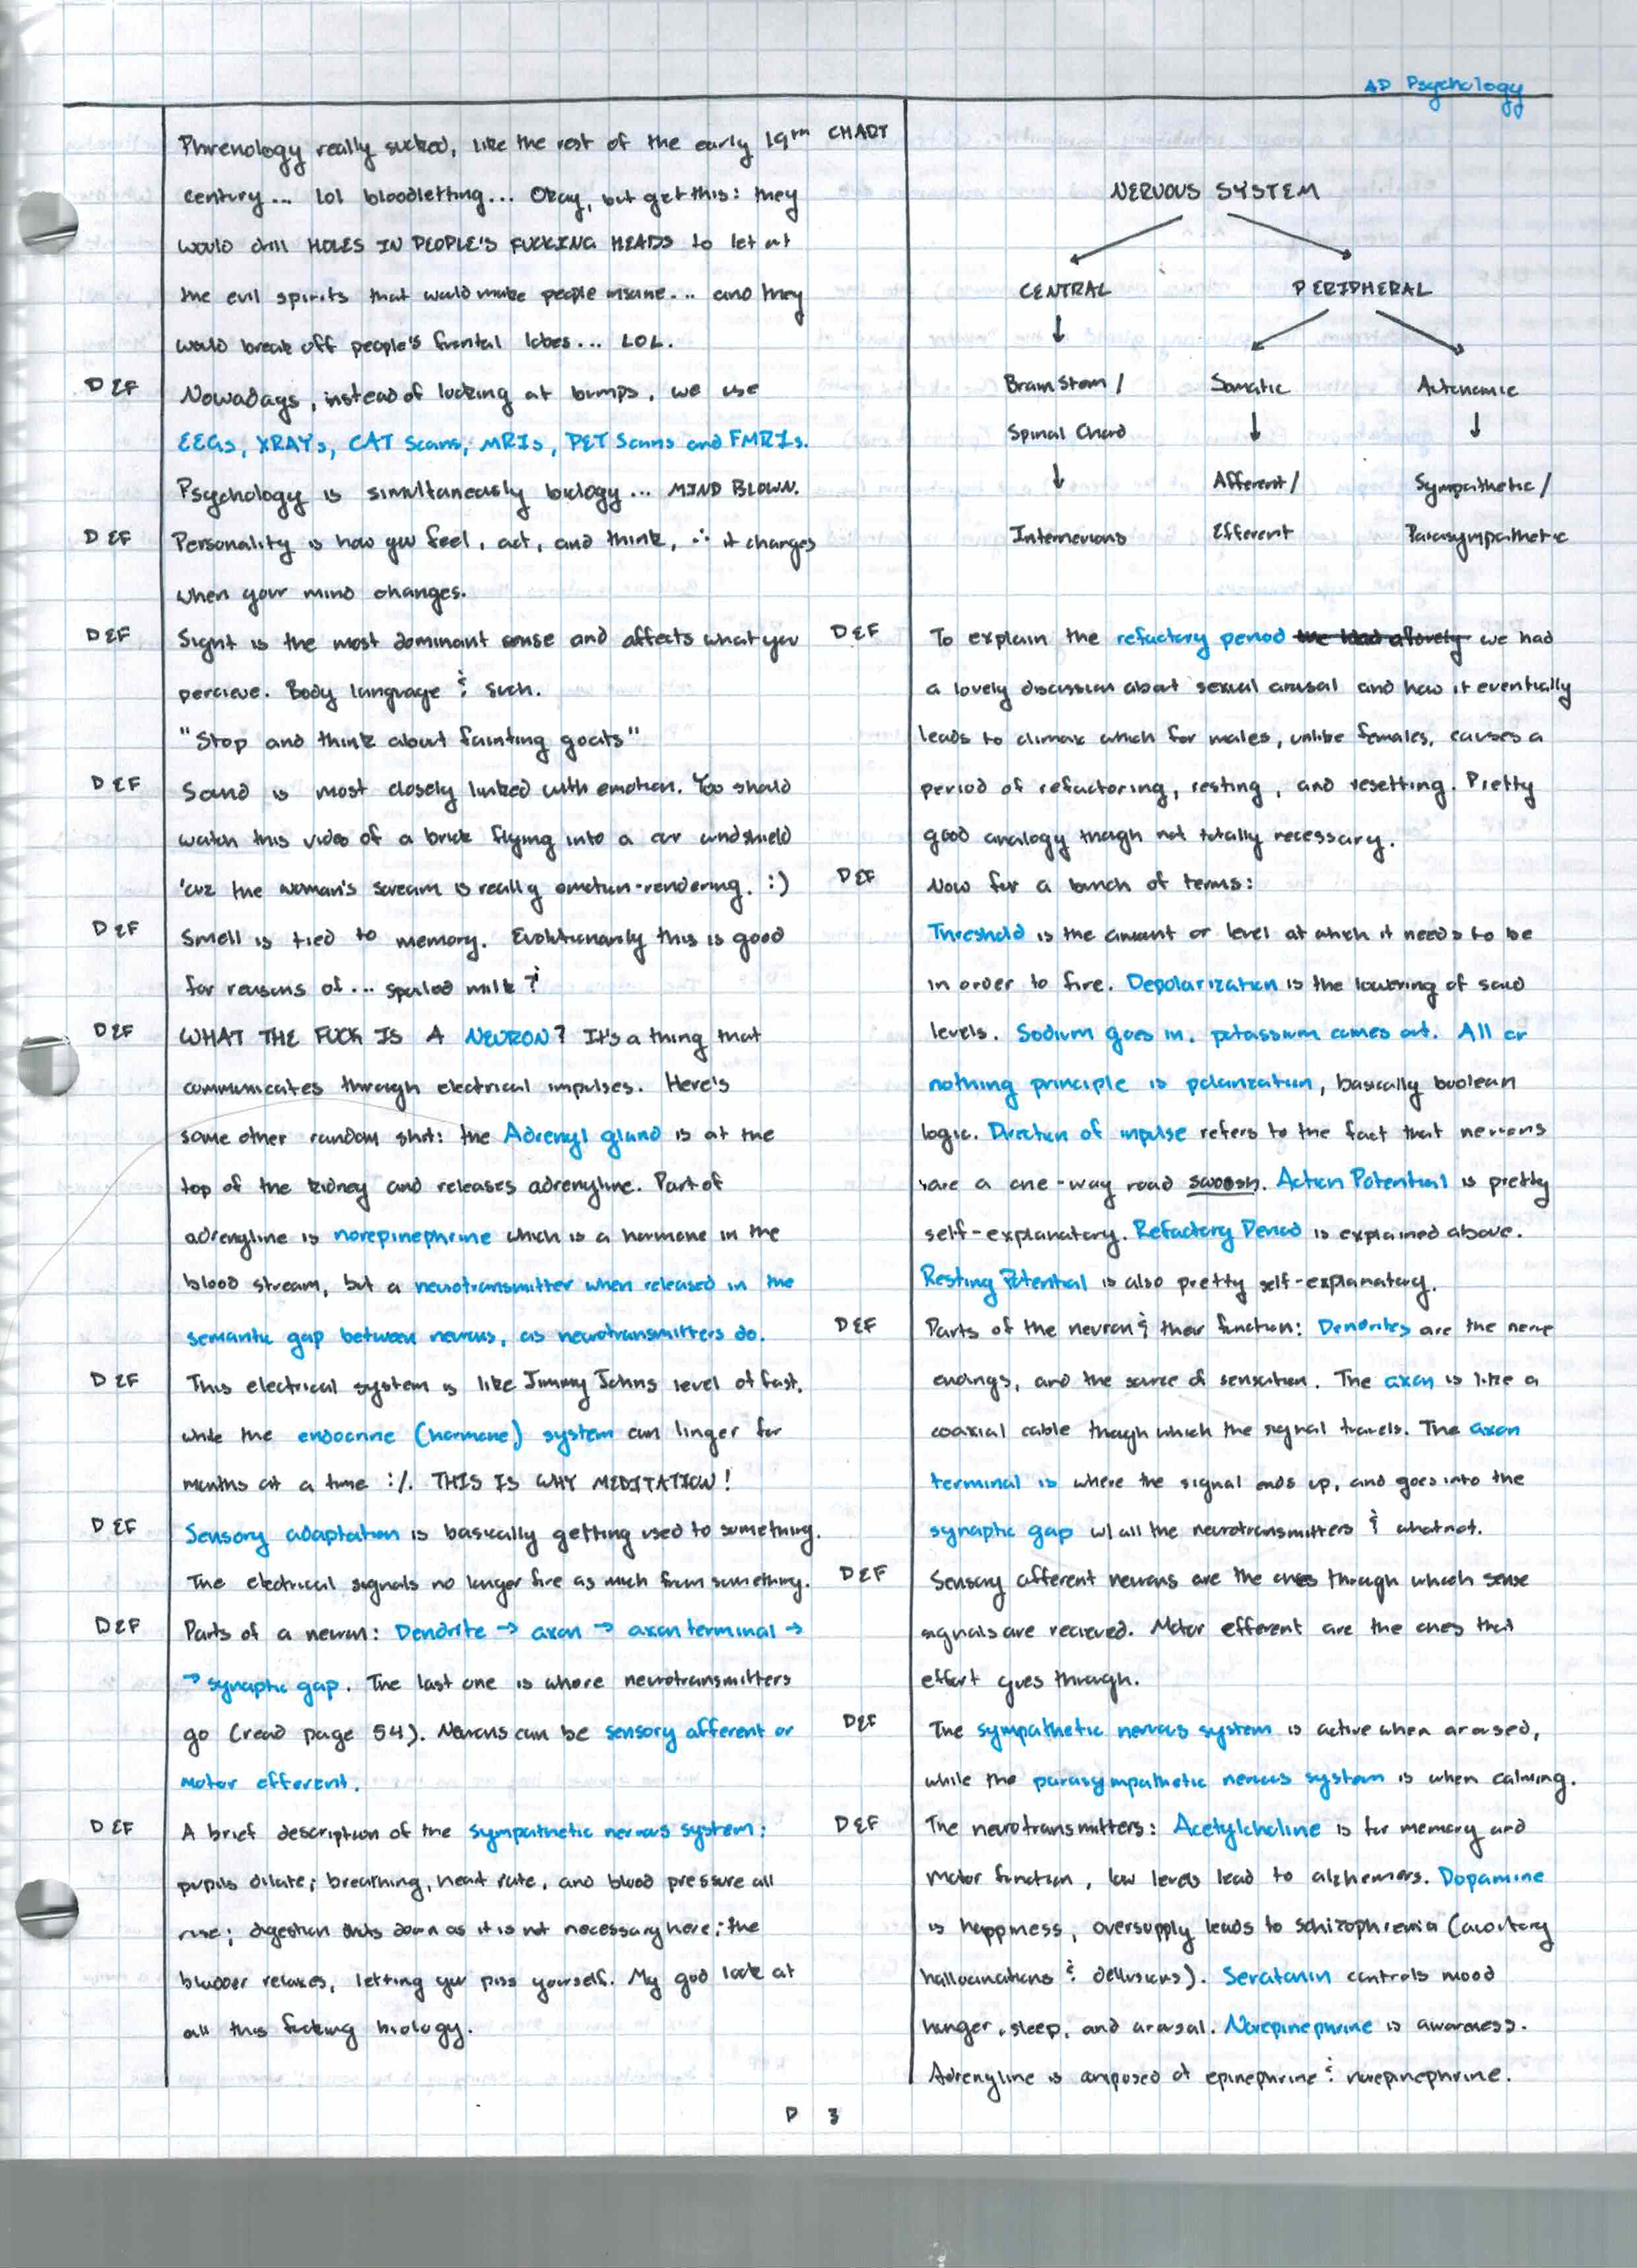 AP Psychology
Phrenology really sucked, like the rest of the early 19th
century... lol bloodletting... Okay, but get this: they
would drill HOLES IN PEOPLE'S FUCKING HEADS to let out
the evil spirits that would make people insane... and they
would break off people's frontal lobes... LOL.
DEF
Nowadays, instead of looking at bumps, we use
EEGs, XRAYs, CAT Scans, MRIs, PET Scans and FMRIs.
Psychology is simultaneously biology... MIND BLOWN.
DEF
Personality is how you feel, act, and think, ∴ it changes
when your mind changes.
DEF
Sight is the most dominant sense and affects what you
percieve. Body language & such.
"Stop and think about fainting goats"
DEF
Sound is most closely linked with emotion. You should
watch this video of a brick flying into a car windshield
'cuz the woman's scream is really emotion-rendering. :)
DEF
Smell is tied to memory. Evolutionarily this is good
for reasons of... spoiled milk?
DEF
WHAT THE FUCK IS A NEURON? It's a thing that
communicates through electrical impulses. Here's
some other random shit: the Adrenyl gland is at the
top of the kidney and releases adrenyline. Part of
adrenyline is norepinephrine which is a hormone in the
blood stream, but a neurotransmitter when released in the
semantic gap between neurons, as neurotransmitters do.
DEF
This electrical system is like Jimmy Johns level of fast,
while the endocrine (hormone) system can linger for
months at a time :/. THIS IS WHY MEDITATION!
DEF
Sensory adaptation is basically getting used to something.
The electrical signals no longer fire as much from something.
DEF
Parts of a neuron: Dendrite → axon → axon terminal →
→ synaptic gap. The last one is where neurotransmitters
go (read page 54). Neurons can be sensory afferent or
motor efferent.
DEF
A brief description of the sympathetic nervous system:
pupils dilate; breathing, heart rate, and blood pressure all
rise; digestion shuts down as it is not necessary here; the
bladder relaxes, letting you piss yourself. My god look at
all this fucking biology.
CHART
NERVOUS SYSTEM
CENTRAL PERIPHERAL
Brain Stem / Somatic Autonomic
Spinal Chord
Afferent / Sympathetic /
Interneurons Efferent Parasympathetic
DEF
To explain the refactory period we had
a lovely discussion about sexual arousal and how it eventually
leads to climax which for males, unlike females, causes a
period of refactoring, resting, and resetting. Pretty
good analogy though not totally necessary.
DEF
Now for a bunch of terms:
Threshold is the amount or level at which it needs to be
in order to fire. Depolarization is the lowering of said
levels. Sodium goes in, potassium comes out. All or
nothing principle is polarization, basically boolean
logic. Direction of impulse refers to the fact that neurons
are a one-way road swoosh. Action Potential is pretty
self-explanatory. Refactory Period is explained above.
Resting Potential is also pretty self-explanatory.
DEF
Parts of the neuron & their function: Dendrites are the nerve
endings, and the source of sensation. The axon is like a
coaxial cable though which the signal travels. The axon
terminal is where the signal ends up, and goes into the
synaptic gap w/ all the neurotransmitters & whatnot.
DEF
Sensory afferent neurons are the ones through which sense
signals are recieved. Motor efferent are the ones that
effort goes through.
DEF
The sympathetic nervous system is active when aroused,
while the parasympathetic nervous system is when calming.
DEF
The neurotransmitters: Acetylcholine is for memory and
motor function, low levels lead to alzhemers. Dopamine
is happiness, oversupply leads to schizophrenia (auditory
hallucinations & dellusions). Seratonin controls mood
hunger, sleep, and arousal. Norepinephrine is awareness.
Adrenyline is composed of epinephrine & norepinephrine.
P 3